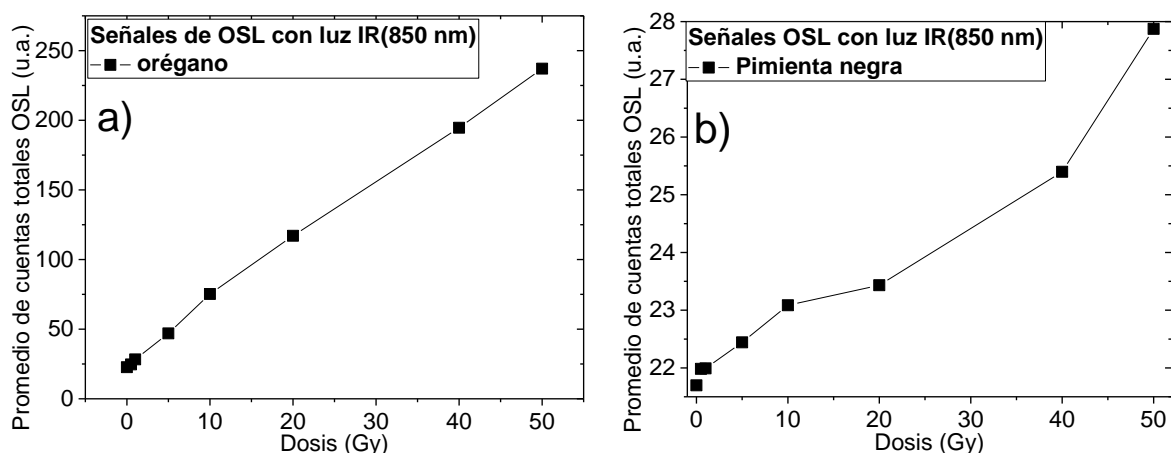 Señales de OSL con luz IR(850 nm)
orégano
a)
Promedio de cuentas totales OSL (u.a.)
250
200
150
100
50
0
0 10 20 30 40 50
Dosis (Gy)
Señales OSL con luz IR(850 nm)
Pimienta negra
b)
Promedio de cuentas totales OSL (u.a.)
28
27
26
25
24
23
22
0 10 20 30 40 50
Dosis (Gy)